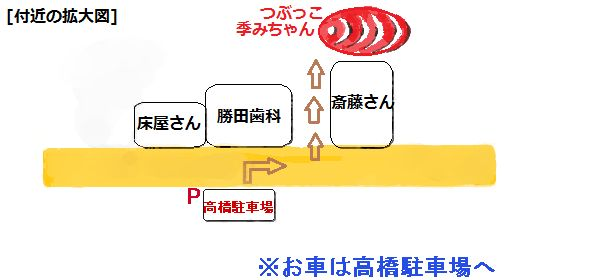 [付近の拡大図]
つぶっこ
季みちゃん
斎藤さん
勝田歯科
床屋さん
P
高橋駐車場
※お車は高橋駐車場へ